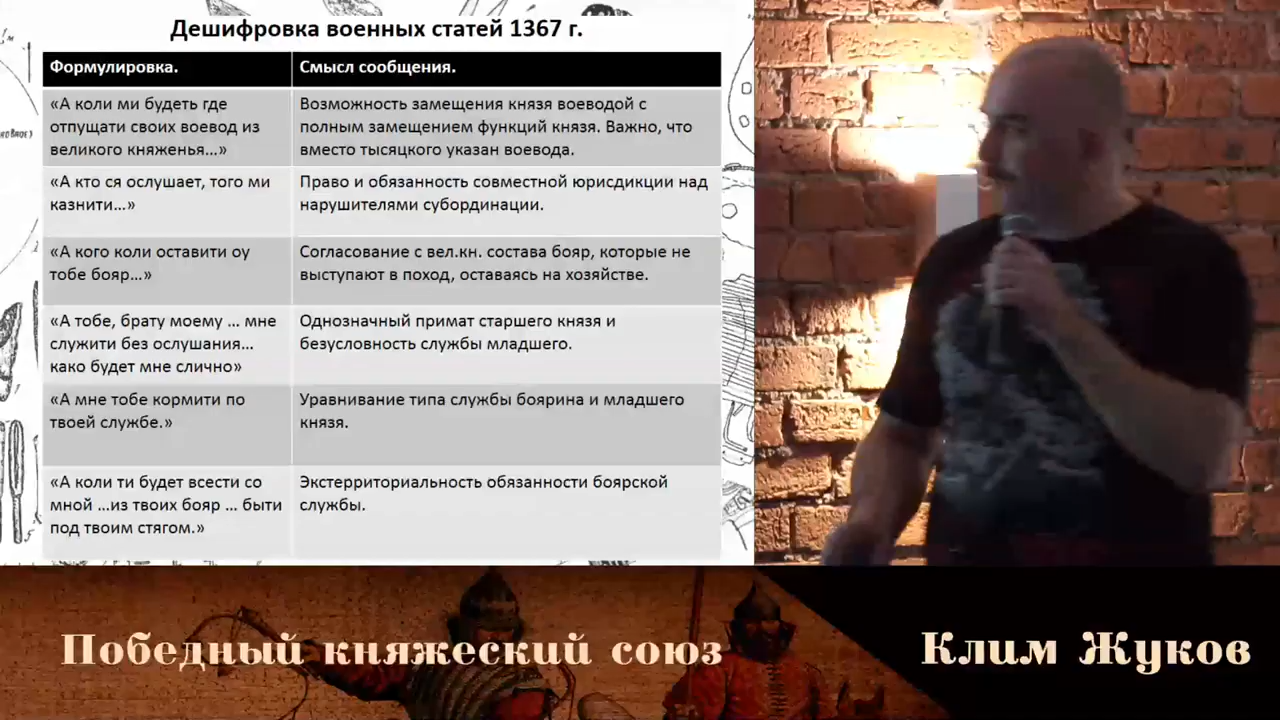 Дешифровка военных статей 1367 г.
Формулировка.
Смысл сообщения.
«А коли ми будеть где
отпущати своих воевод из
великого княженья…»
Возможность замещения князя воеводой с
полным замещением функций князя. Важно, что
вместо тысяцкого указан воевода.
«А кто ся ослушает, того ми
казнити…»
Право и обязанность совместной юрисдикции над
нарушителями субординации.
«А кого коли оставити оу
тобе бояр…»
Согласование с вел.кн. состава бояр, которые не
выступают в поход, оставаясь на хозяйстве.
«А тобе, брату моему … мне
служити без ослушания…
како будет мне слично»
Однозначный примат старшего князя и
безусловность службы младшего.
«А мне тобе кормити по
твоей службе.»
Уравнивание типа службы боярина и младшего
князя.
«А коли ти будет всести со
мной …из твоих бояр … быти
под твоим стягом.»
Экстерриториальность обязанности боярской
службы.
Победный княжеский союз
Клим Жуков